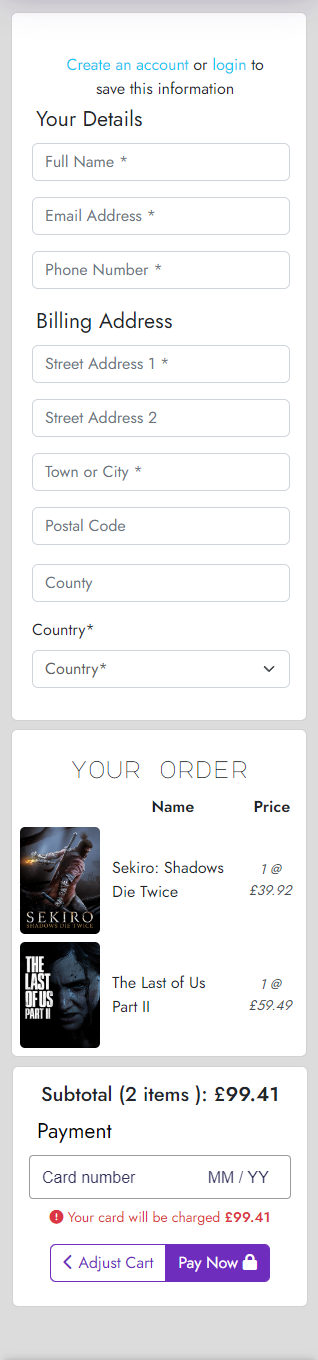 Create an account or login to
save this information
Your Details
Full Name *
Email Address *
Phone Number *
Billing Address
Street Address 1 *
Street Address 2
Town or City *
Postal Code
County
Country*
Country*
YOUR ORDER
Name Price
SEKIRO
SHADOWS DIE TWICE
Sekiro: Shadows
Die Twice
1 @
£39.92
THE
LAST
OF US
PART II
The Last of Us
Part II
1 @
£59.49
Subtotal (2 items ): £99.41
Payment
Card number MM / YY
Your card will be charged £99.41
Adjust Cart Pay Now